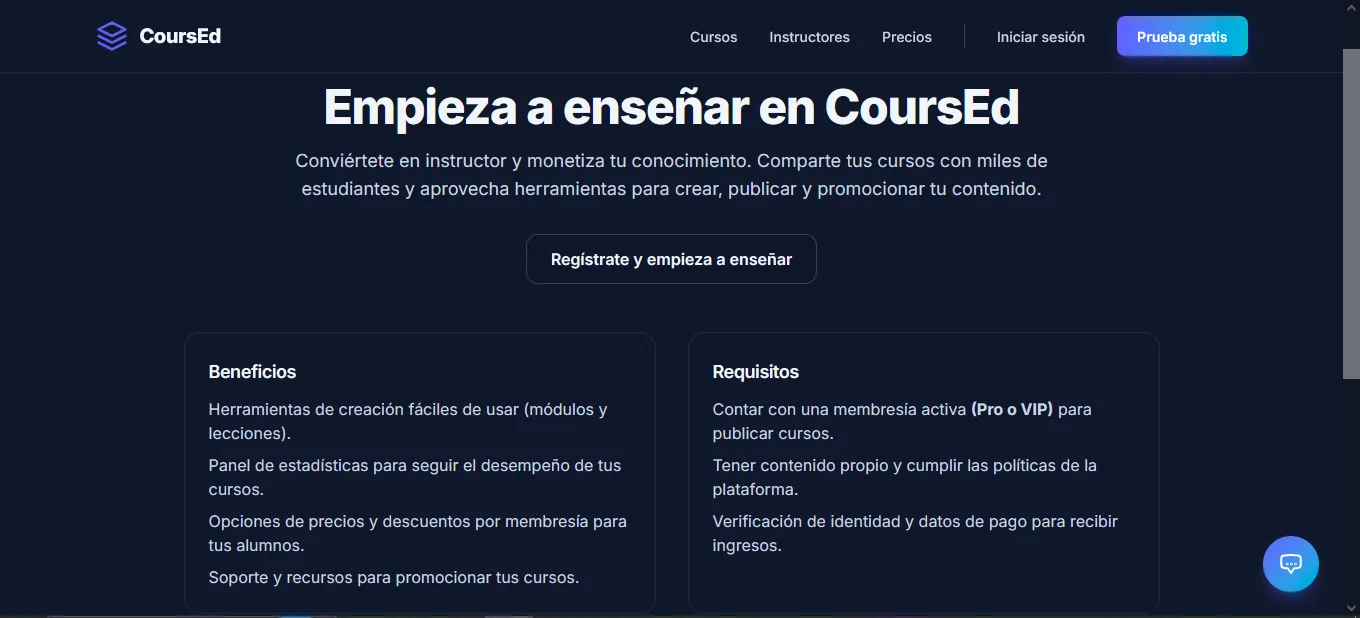 CoursEd
Cursos
Instructores
Precios
Iniciar sesión
Prueba gratis
Empieza a enseñar en CoursEd
Conviértete en instructor y monetiza tu conocimiento. Comparte tus cursos con miles de
estudiantes y aprovecha herramientas para crear, publicar y promocionar tu contenido.
Regístrate y empieza a enseñar
Beneficios
Herramientas de creación fáciles de usar (módulos y
lecciones).
Panel de estadísticas para seguir el desempeño de tus
cursos.
Opciones de precios y descuentos por membresía para
tus alumnos.
Soporte y recursos para promocionar tus cursos.
Requisitos
Contar con una membresía activa (Pro o VIP) para
publicar cursos.
Tener contenido propio y cumplir las políticas de la
plataforma.
Verificación de identidad y datos de pago para recibir
ingresos.